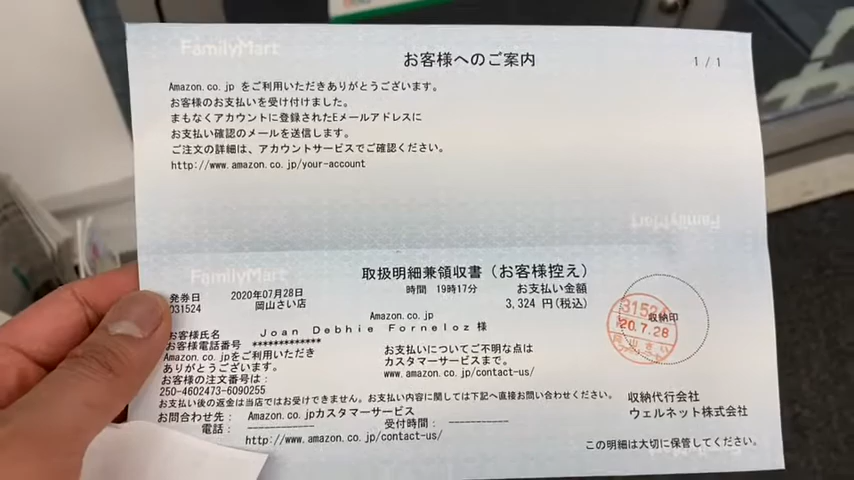 FamilyMart
お客様へのご案内
1/1
Amazon.co.jp をご利用いただきありがとうございます。
お客様のお支払いを受け付けました。
まもなくアカウントに登録されたEメールアドレスに
お支払い確認のメールを送信します。
ご注文の詳細は、アカウントサービスでご確認ください。
http://www.amazon.co.jp/your-account
FamilyMart
FamilyMart
取扱明細兼領収書(お客様控え)
発券日 2020年07月28日 時間 19時17分 お支払い金額
031524 岡山さい店 3,324 円(税込)
Amazon.co.jp
お客様氏名 Joan Debhie Forneloz 様
お客様電話番号 ***********
Amazon.co.jpをご利用いただき
ありがとうございます。
お客様の注文番号は:
250-4602473-6090255
お支払いについてご不明な点は
カスタマーサービスまで。
www.amazon.co.jp/contact-us/
31524
収納印
'20.7.28
お支払い後の返金は当店ではお受けできません。お支払い内容に関しては下記へ直接お問い合わせください。
お問合わせ先: Amazon.co.jpカスタマーサービス
電話: ---------- 受付時間: ----------
http://www.amazon.co.jp/contact-us/
収納代行会社
ウェルネット株式会社
この明細は大切に保管してください。